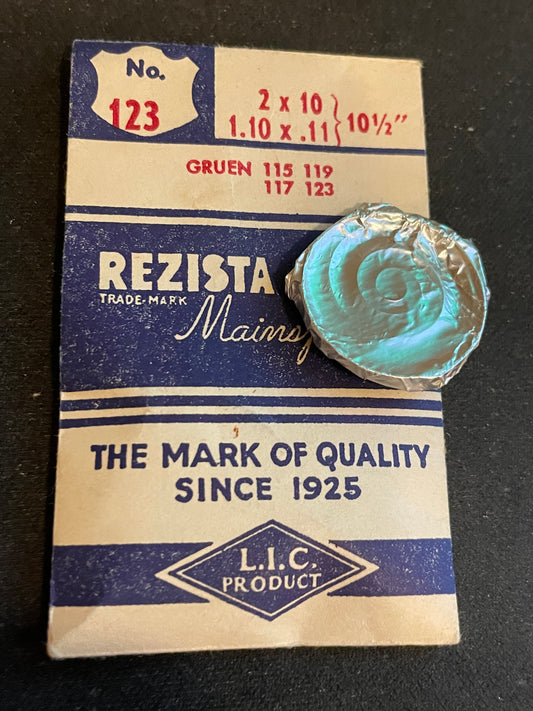 No.
123
2 x 10
1.10 x .11
10½"
GRUEN 115 119
117 123
REZISTA
TRADE-MARK
Mainsp
THE MARK OF QUALITY
SINCE 1925
L.I.C.
PRODUCT